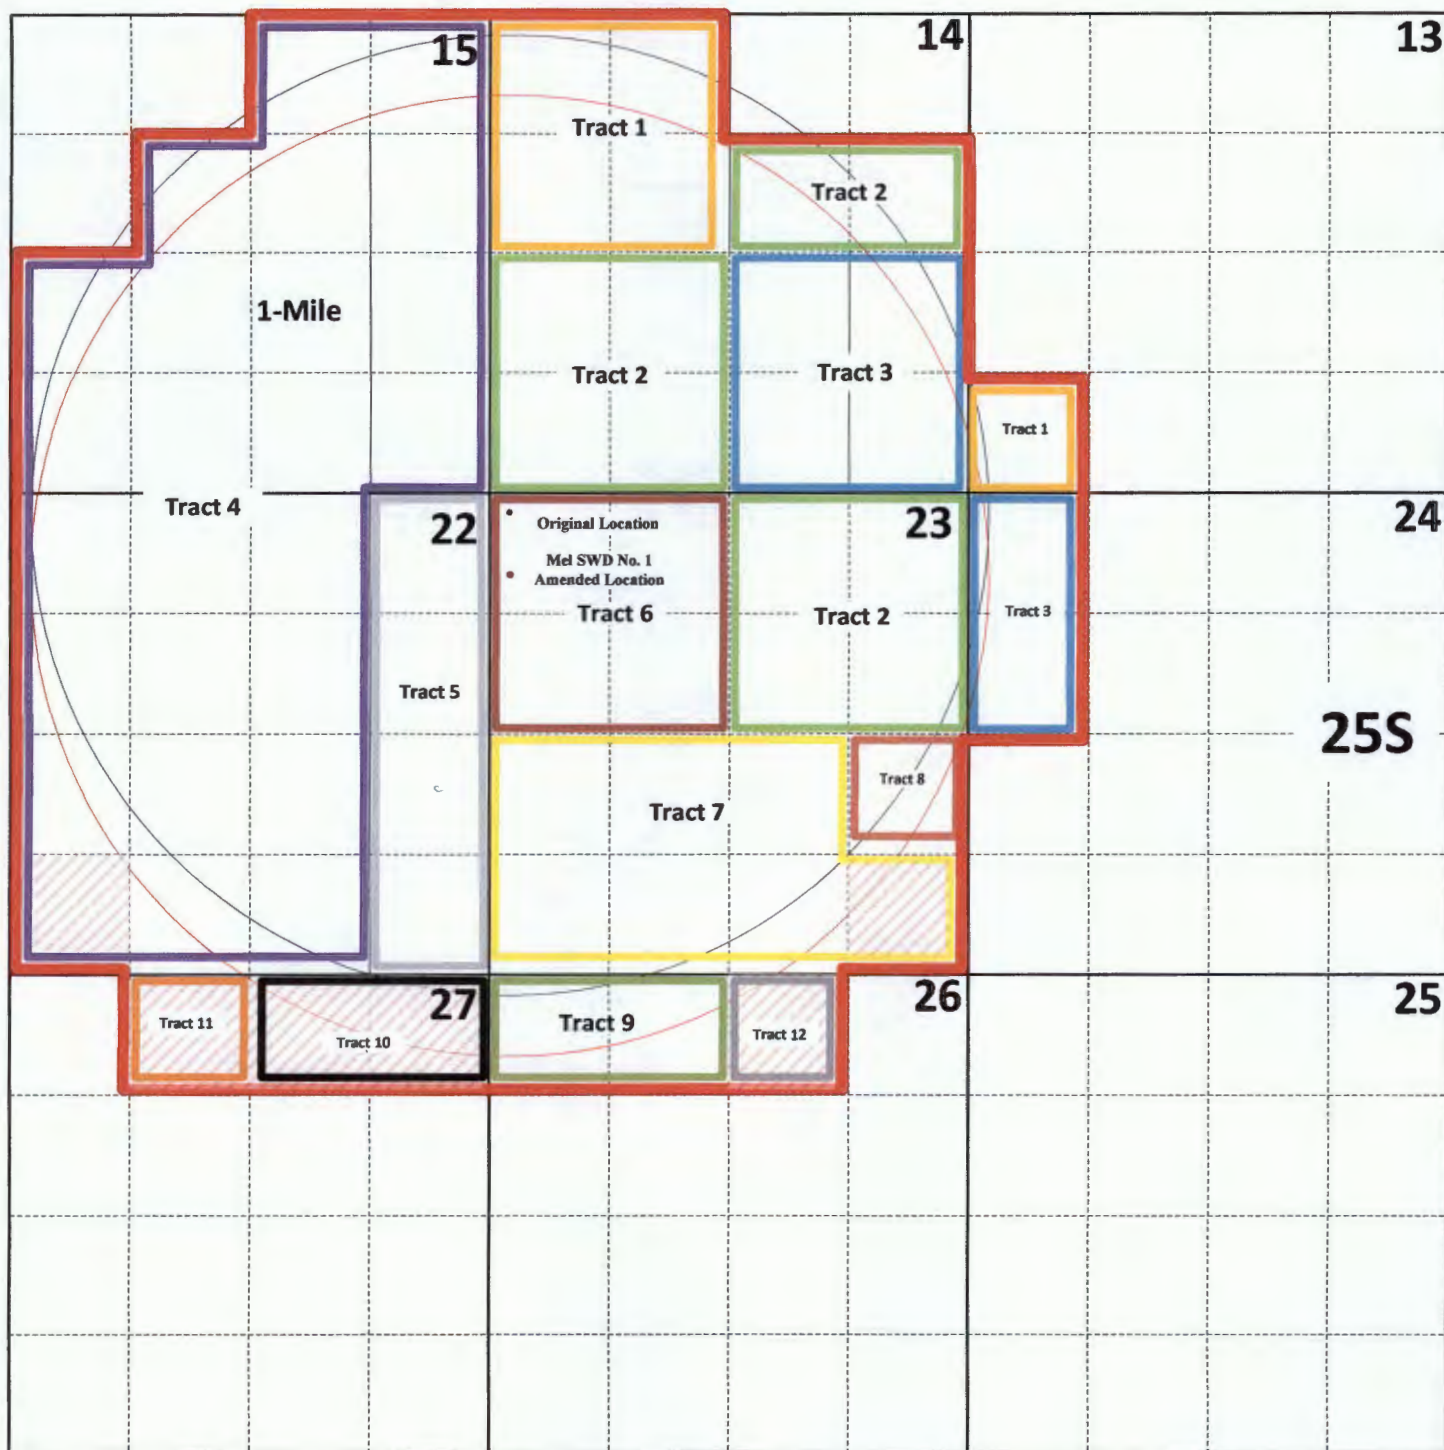 15
14
13
Tract 1
Tract 2
1-Mile
Tract 2
Tract 3
Tract 1
Tract 4
22
Original Location
23
24
Mel SWD No. 1
Amended Location
Tract 6
Tract 2
Tract 3
Tract 5
25S
Tract 8
Tract 7
27
26
25
Tract 11
Tract 10
Tract 9
Tract 12